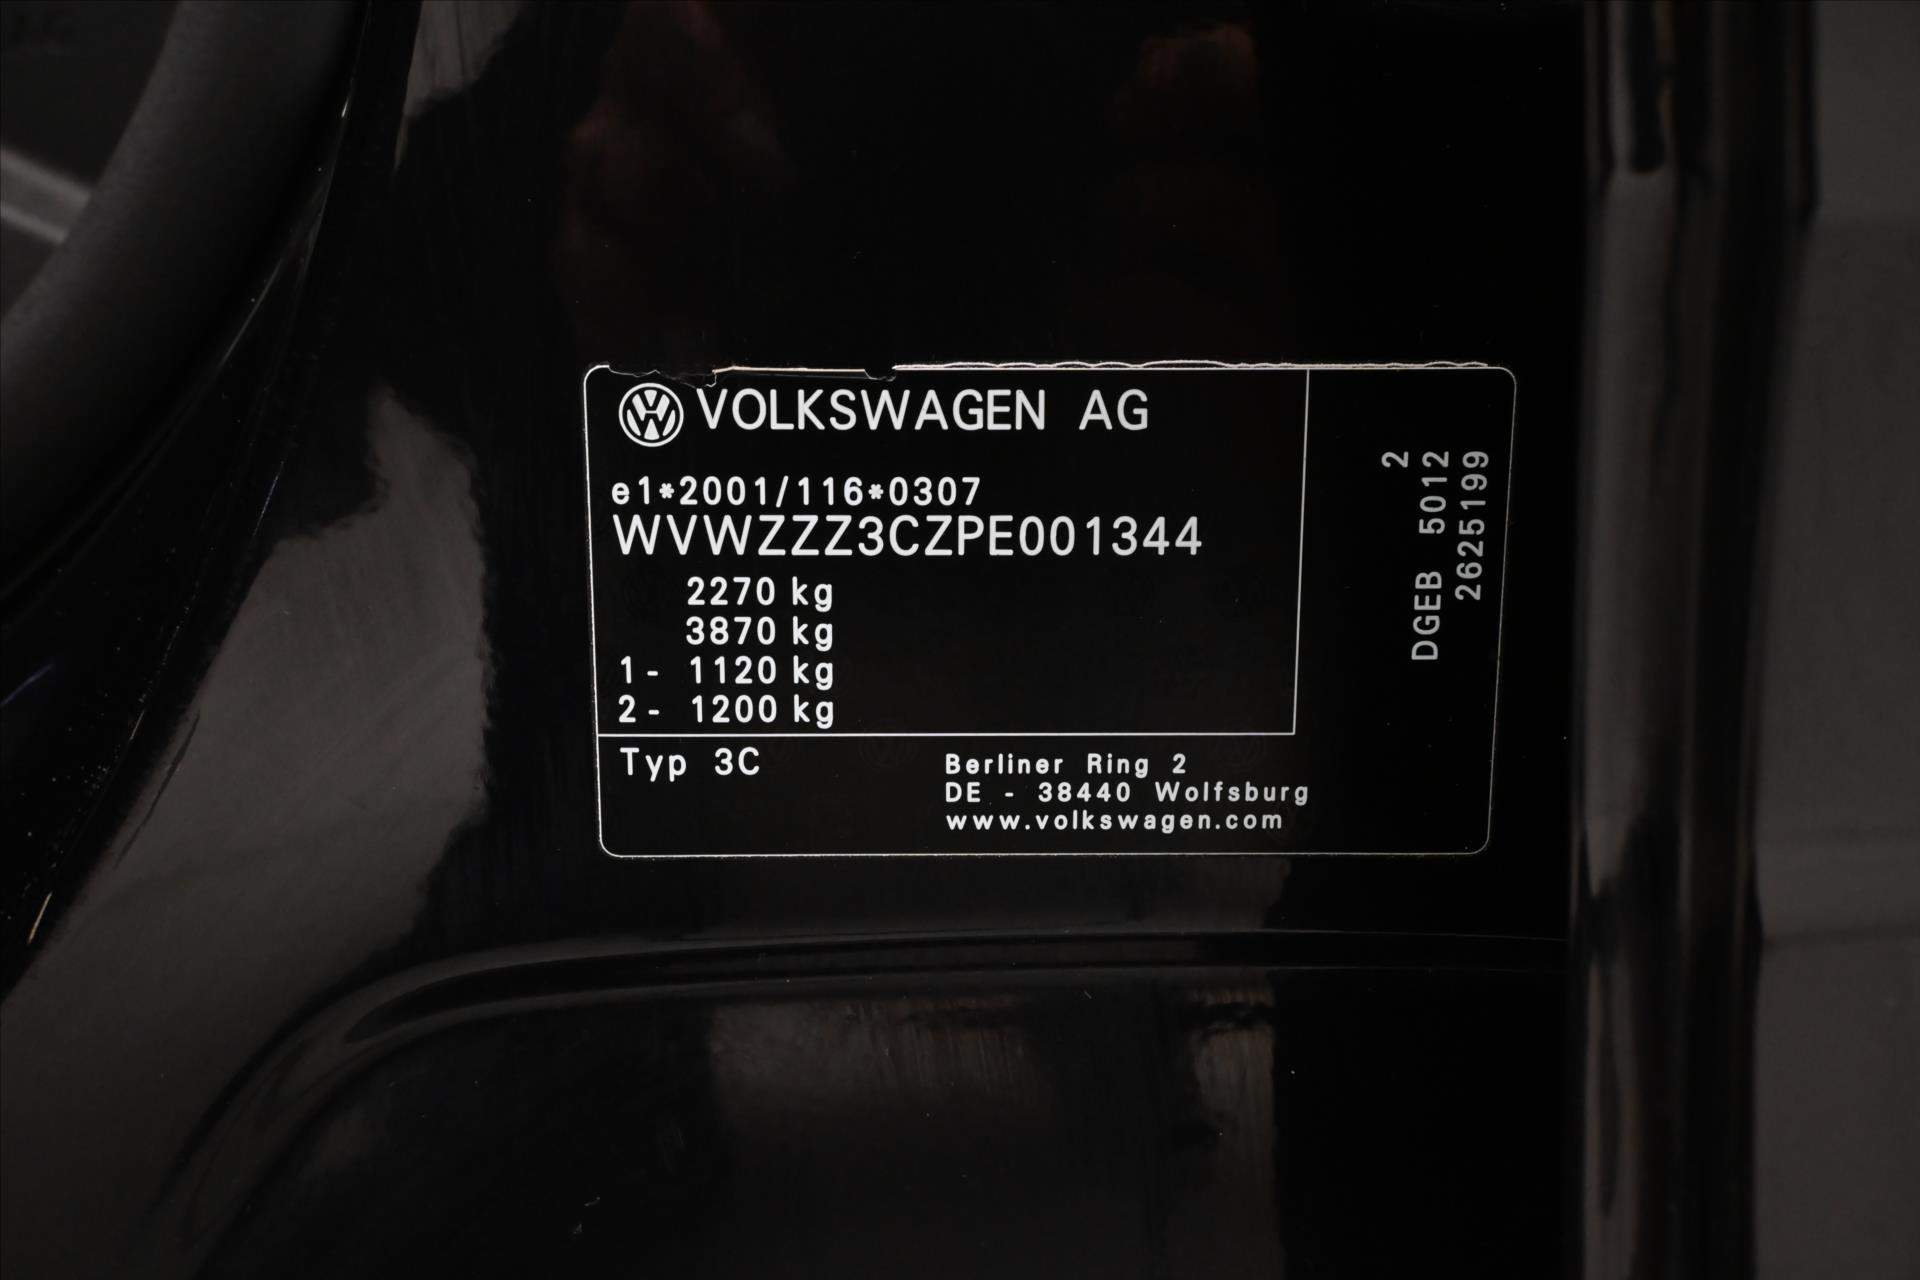 VOLKSWAGEN AG
e1*2001/116*0307
WVWZZZ3CZPE001344
2270 kg
3870 kg
1- 1120 kg
2- 1200 kg
Typ 3C
Berliner Ring 2
DE - 38440 Wolfsburg
www.volkswagen.com
2
DGEB 5012
2625199